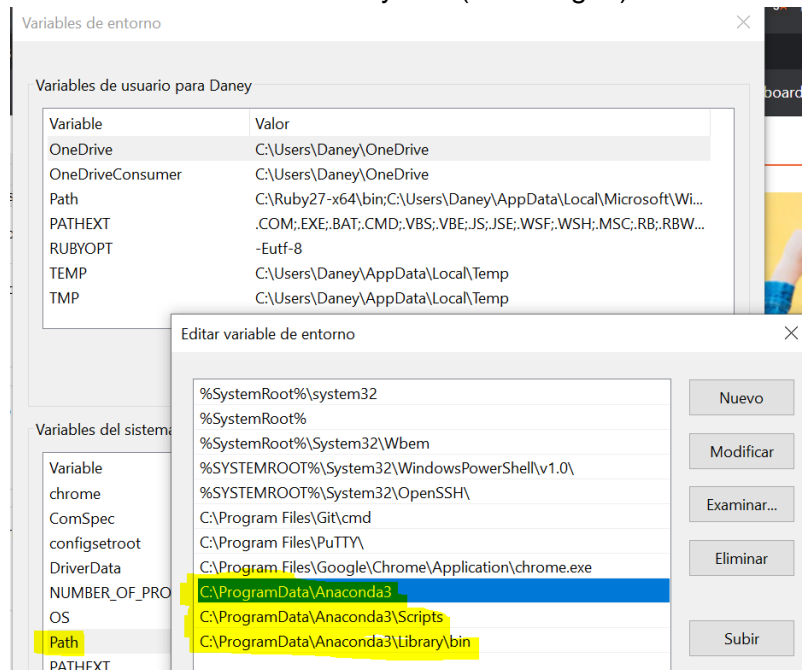 Variables de entorno
board
Variables de usuario para Daney
Variable Valor
OneDrive C:\Users\Daney\OneDrive
OneDriveConsumer C:\Users\Daney\OneDrive
Path C:\Ruby27-x64\bin;C:\Users\Daney\AppData\Local\Microsoft\Wi...
PATHEXT .COM;.EXE;.BAT;.CMD;.VBS;.VBE;.JS;.JSE;.WSF;.WSH;.MSC;.RB;.RBW...
RUBYOPT -Eutf-8
TEMP C:\Users\Daney\AppData\Local\Temp
TMP C:\Users\Daney\AppData\Local\Temp
Editar variable de entorno
%SystemRoot%\system32
%SystemRoot%
%SystemRoot%\System32\Wbem
%SYSTEMROOT%\System32\WindowsPowerShell\v1.0\
%SYSTEMROOT%\System32\OpenSSH\
C:\Program Files\Git\cmd
C:\Program Files\PuTTY\
C:\Program Files\Google\Chrome\Application\chrome.exe
C:\ProgramData\Anaconda3
C:\ProgramData\Anaconda3\Scripts
C:\ProgramData\Anaconda3\Library\bin
Nuevo
Modificar
Examinar...
Eliminar
Subir
Variables del sistema
Variable
chrome
ComSpec
configsetroot
DriverData
NUMBER_OF_PRO
OS
Path
PATHEXT